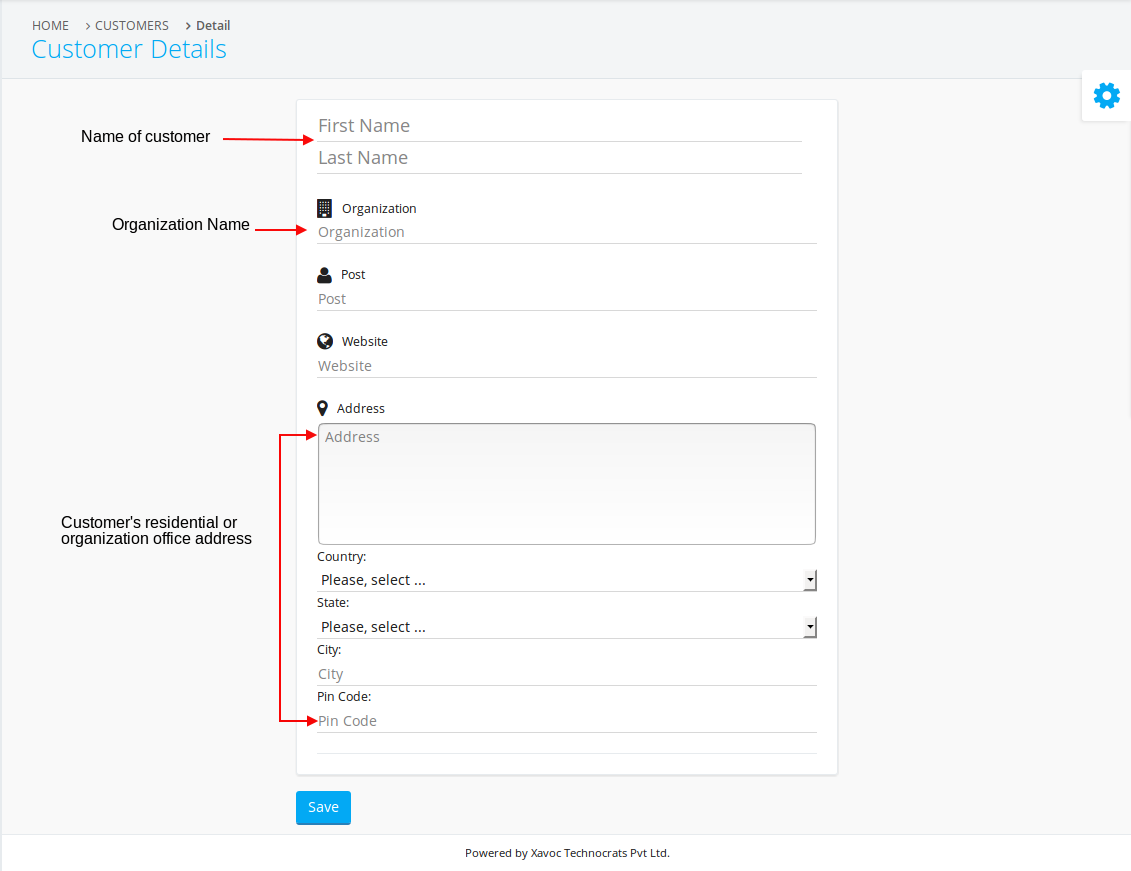 HOME > CUSTOMERS > Detail
Customer Details
First Name
Name of customer
Last Name
Organization
Organization Name
Organization
Post
Post
Website
Website
Address
Address
Customer's residential or
organization office address
Country:
Please, select ...
State:
Please, select ...
City:
City
Pin Code:
Pin Code
Save
Powered by Xavoc Technocrats Pvt Ltd.